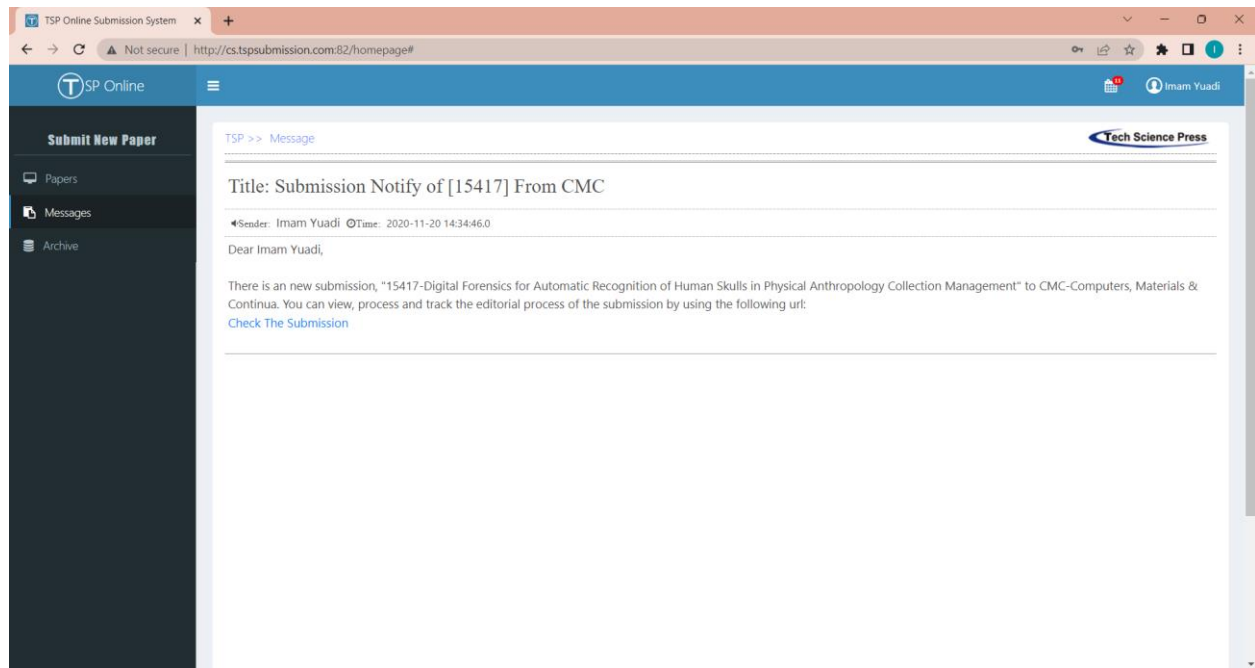 TSP Online Submission System
Not secure | http://cs.tspsubmission.com:82/homepage#
I
TSP Online
Imam Yuadi
Submit New Paper
Papers
Messages
Archive
TSP >> Message
Tech Science Press
Title: Submission Notify of [15417] From CMC
Sender: Imam Yuadi Time: 2020-11-20 14:34:46.0
Dear Imam Yuadi,
There is an new submission, "15417-Digital Forensics for Automatic Recognition of Human Skulls in Physical Anthropology Collection Management" to CMC-Computers, Materials &
Continua. You can view, process and track the editorial process of the submission by using the following url:
Check The Submission